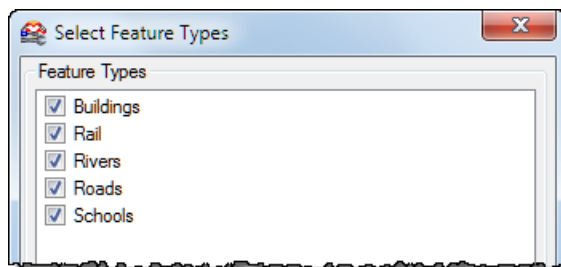 Select Feature Types
Feature Types
Buildings
Rail
Rivers
Roads
Schools